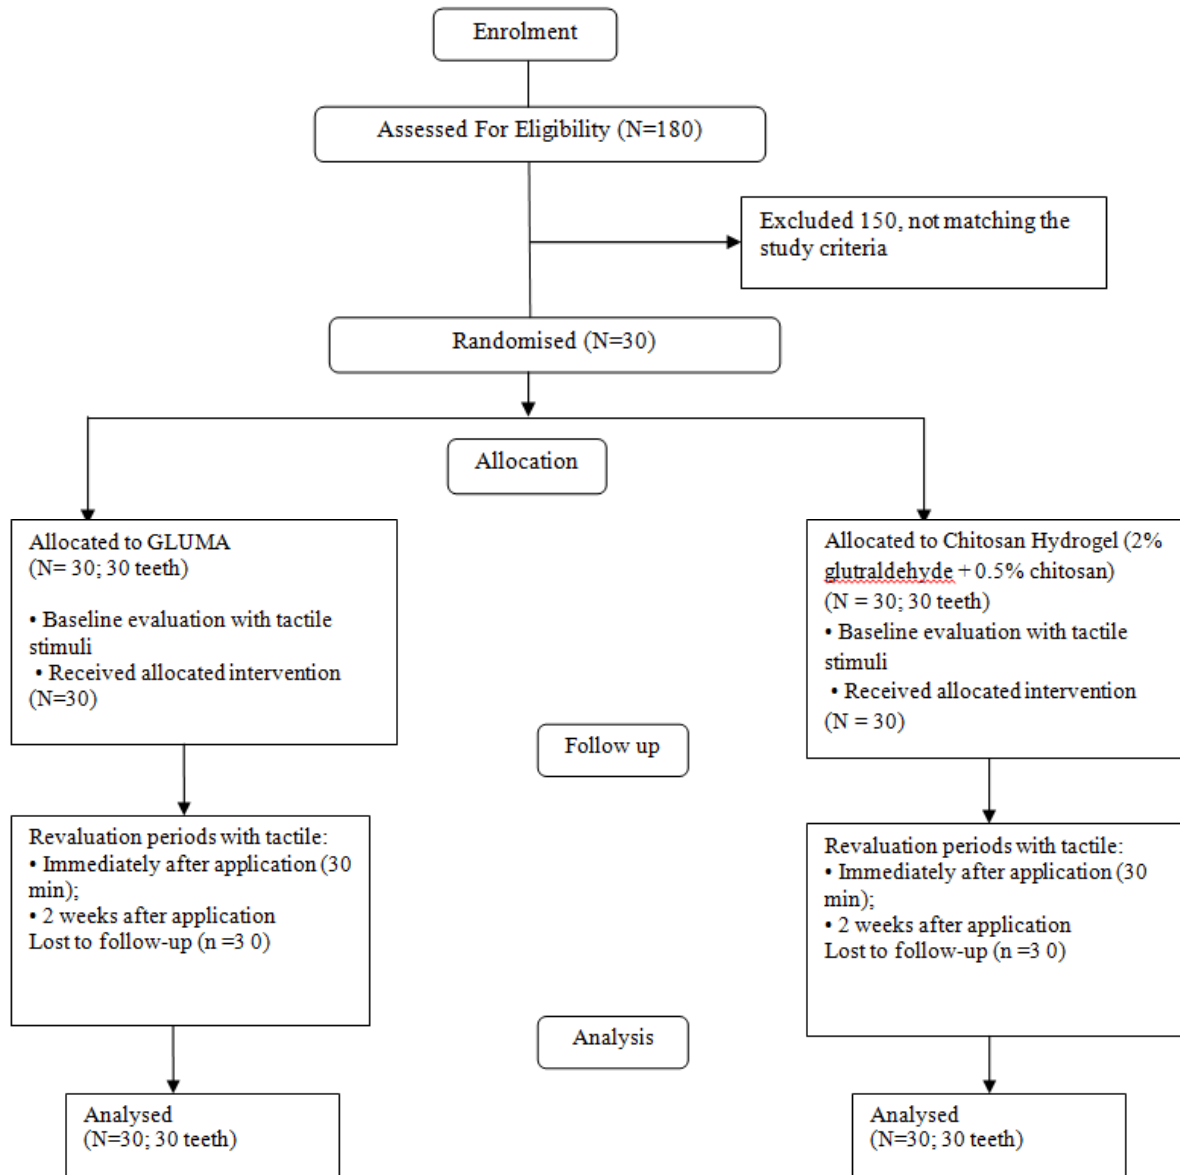 Enrolment
Assessed For Eligibility (N=180)
Excluded 150, not matching the
study criteria
Randomised (N=30)
Allocation
Allocated to GLUMA
(N= 30; 30 teeth)
• Baseline evaluation with tactile
stimuli
• Received allocated intervention
(N=30)
Allocated to Chitosan Hydrogel (2%
glutraldehyde + 0.5% chitosan)
(N = 30; 30 teeth)
• Baseline evaluation with tactile
stimuli
• Received allocated intervention
(N = 30)
Follow up
Revaluation periods with tactile:
• Immediately after application (30
min);
• 2 weeks after application
Lost to follow-up (n =3 0)
Revaluation periods with tactile:
• Immediately after application (30
min);
• 2 weeks after application
Lost to follow-up (n =3 0)
Analysis
Analysed
(N=30; 30 teeth)
Analysed
(N=30; 30 teeth)